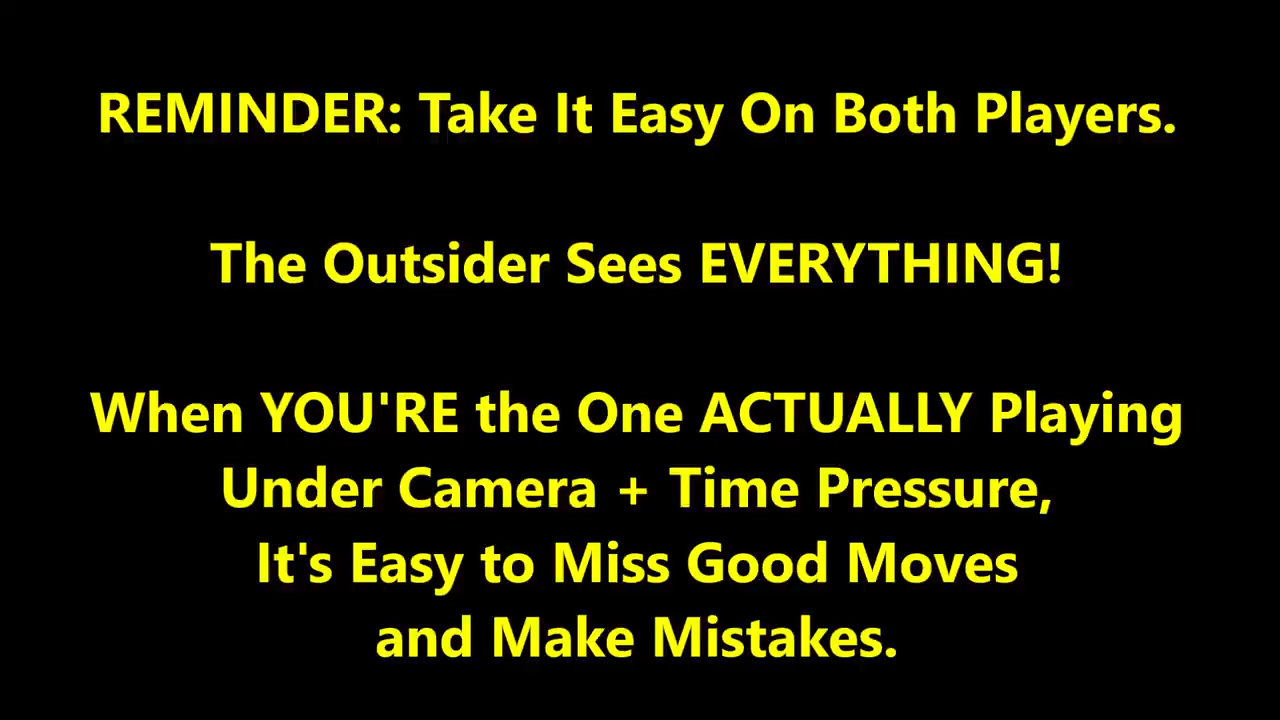 REMINDER: Take It Easy On Both Players.
The Outsider Sees EVERYTHING!
When YOU'RE the One ACTUALLY Playing
Under Camera + Time Pressure,
It's Easy to Miss Good Moves
and Make Mistakes.